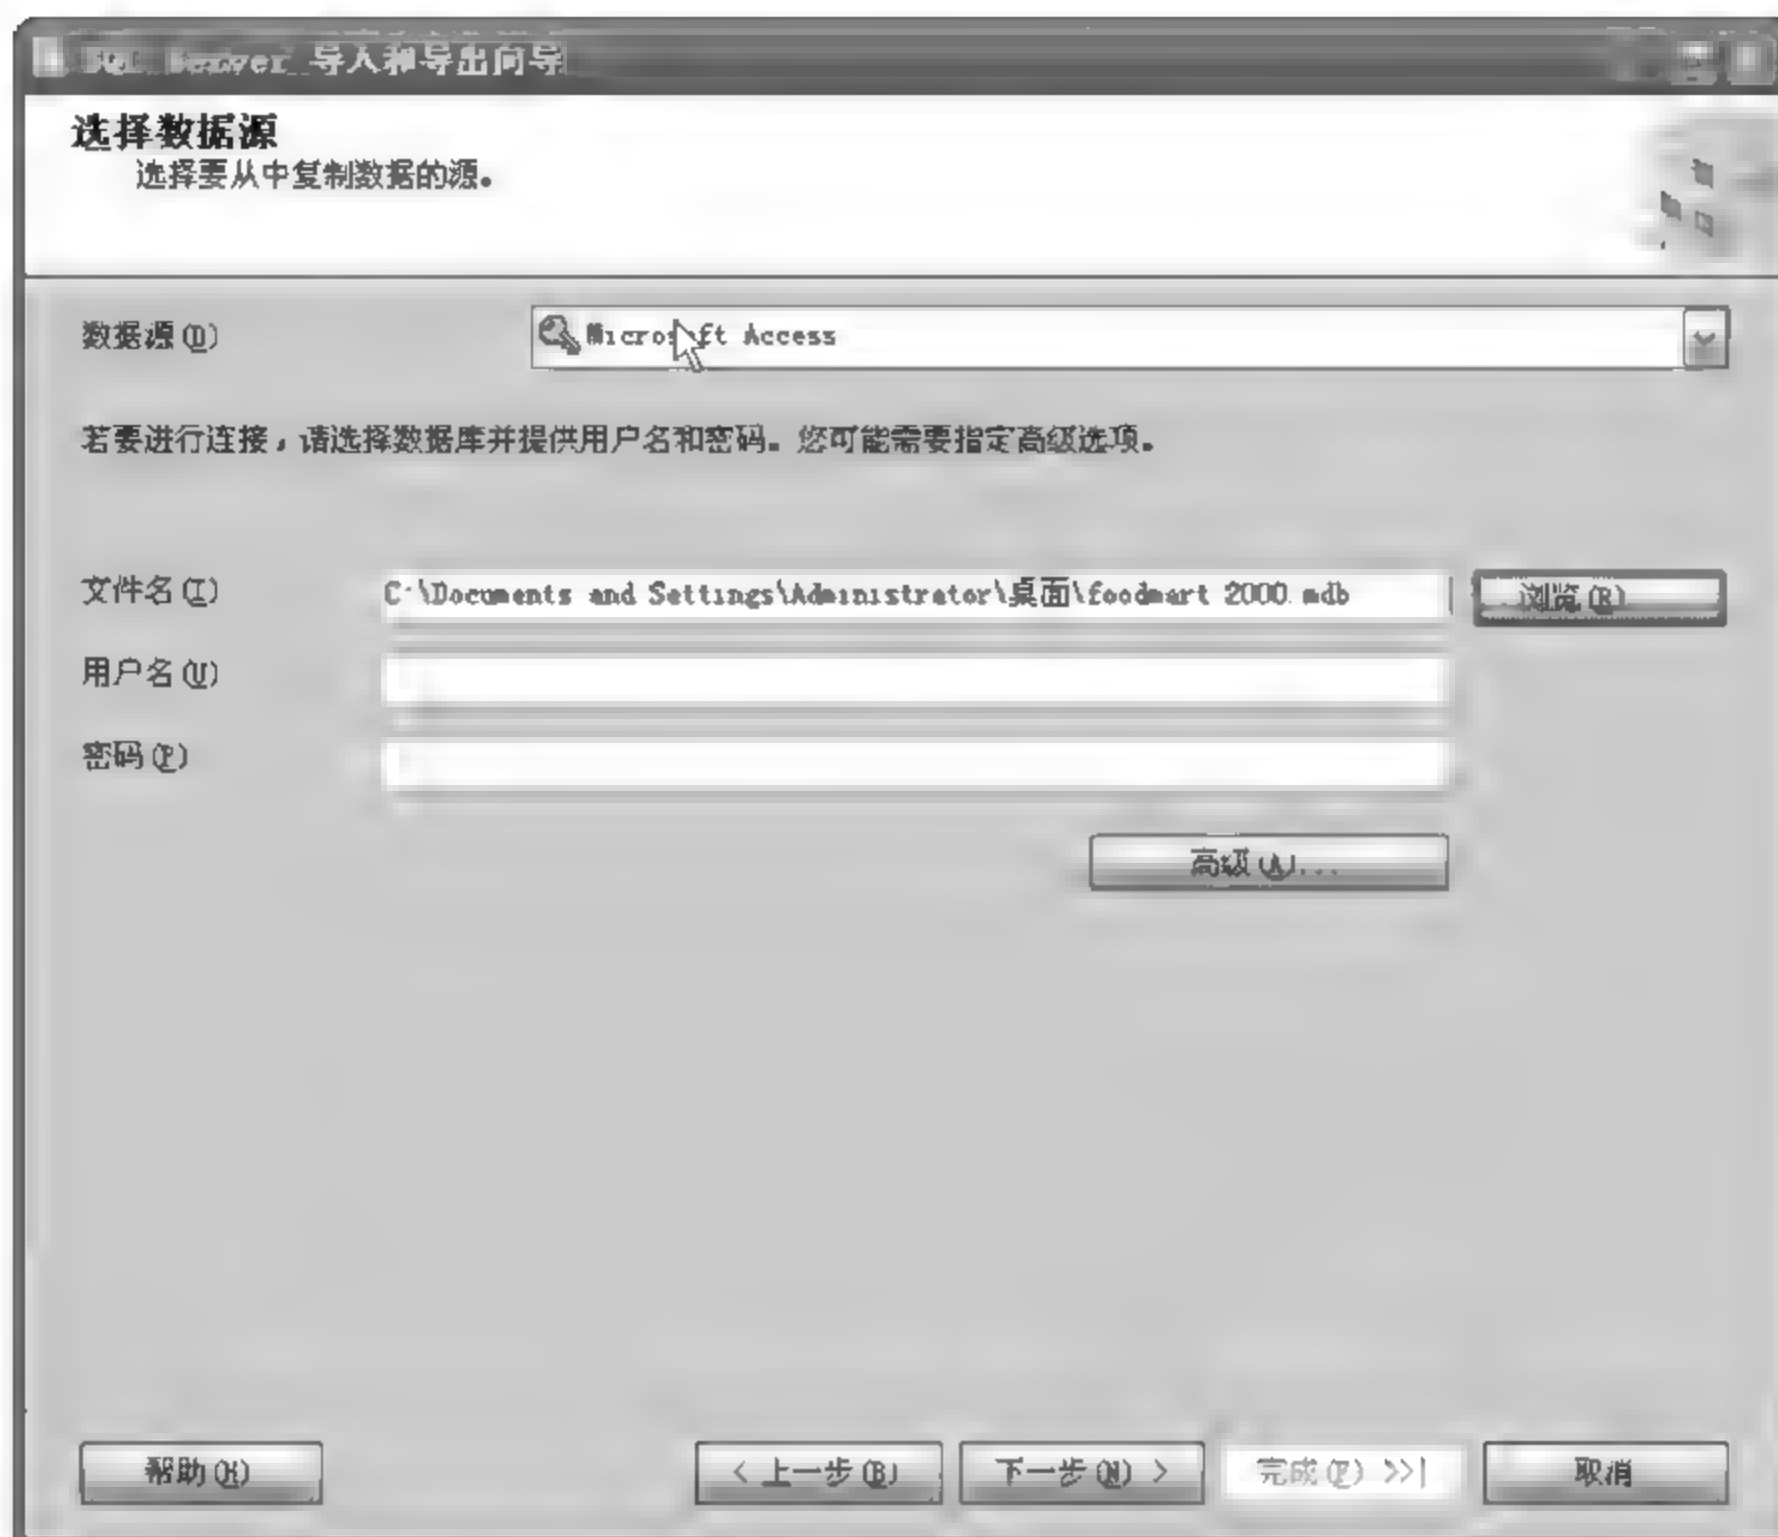 SQL Server 导入和导出向导
选择数据源
选择要从中复制数据的源。
数据源(D)
Microsoft Access
若要进行连接，请选择数据库并提供用户名和密码。您可能需要指定高级选项。
文件名(I)
C:\Documents and Settings\Administrator\桌面\foodmart 2000.mdb
浏览(R)
用户名(U)
密码(P)
高级(A)...
帮助(H)
< 上一步(B)
下一步(N) >
完成(F) >>|
取消